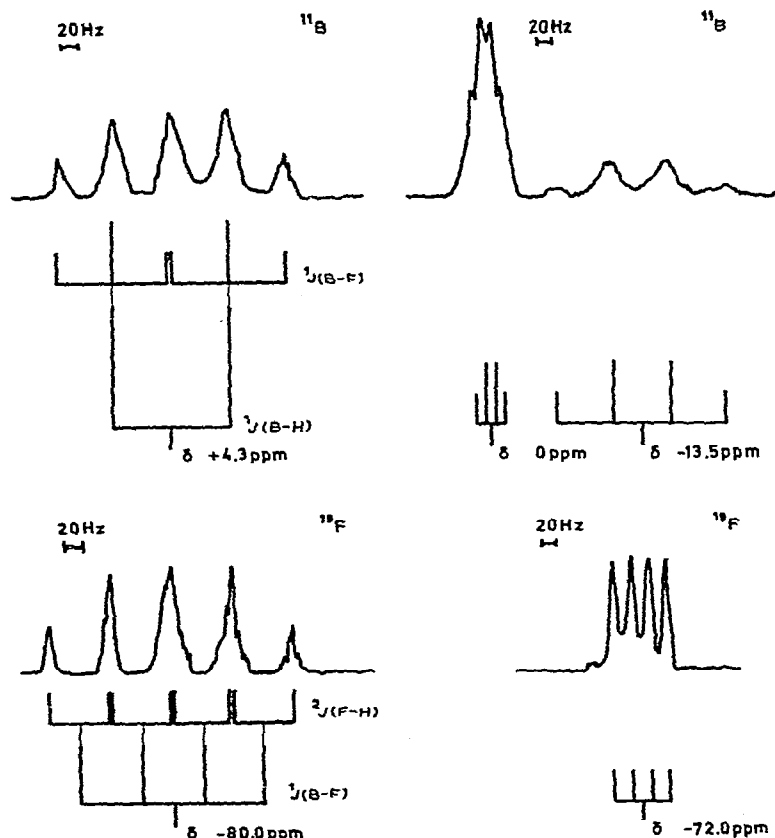 20Hz ¹¹B
¹J(B-F)
¹J(B-H)
δ +4.3ppm
20Hz ¹¹B
δ 0ppm δ -13.5ppm
20Hz ¹⁹F
²J(F-H)
¹J(B-F)
δ -80.0ppm
20Hz ¹⁹F
δ -72.0ppm